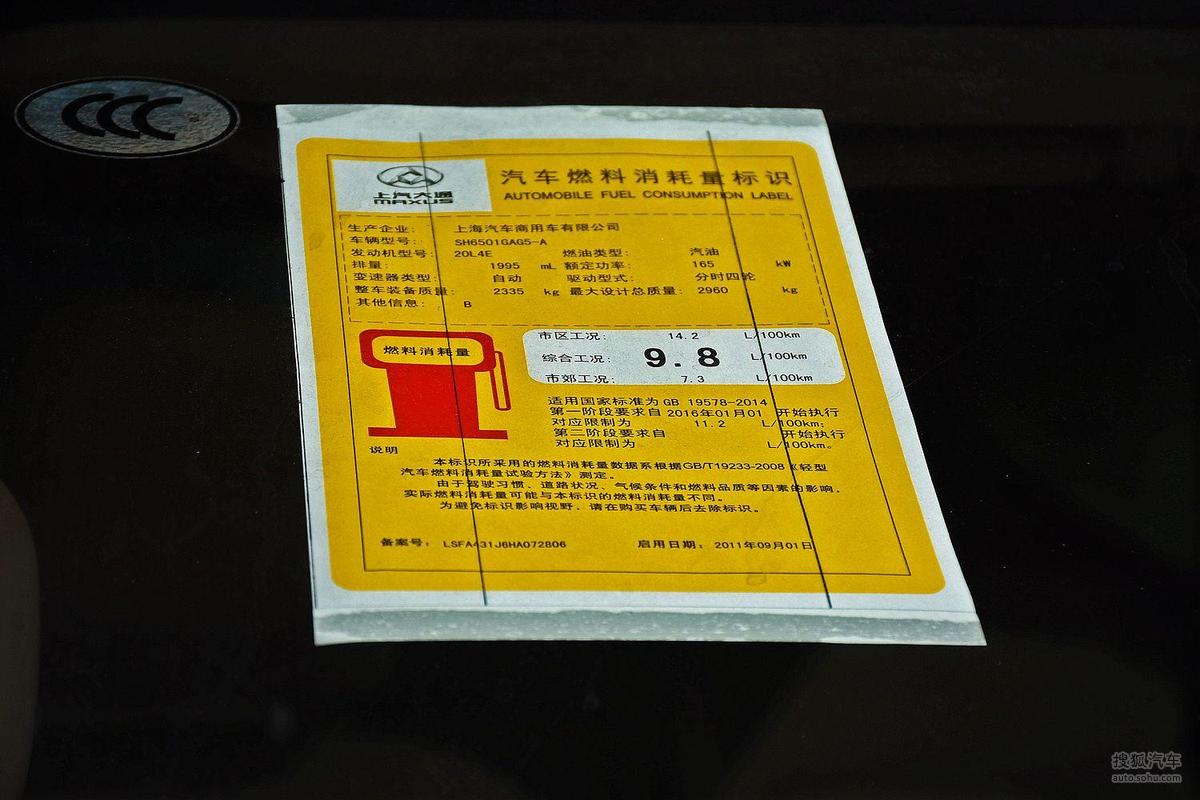 CCC
上汽大通
MAXUS
汽车燃料消耗量标识
AUTOMOBILE FUEL CONSUMPTION LABEL
生产企业: 上海汽车商用车有限公司
车辆型号: SH6501GAG5-A
发动机型号: 20L4E 燃油类型: 汽油
排量: 1995 mL 额定功率: 165 kW
变速器类型: 自动 驱动型式: 分时四轮
整车装备质量: 2335 kg 最大设计总质量: 2960 kg
其他信息: B
燃料消耗量
市区工况: 14.2 L/100km
综合工况: 9.8 L/100km
市郊工况: 7.3 L/100km
适用国家标准为 GB 19578-2014
第一阶段要求自 2016年01月01 开始执行
对应限制为 11.2 L/100km;
第二阶段要求自 开始执行
对应限制为 L/100km。
说明
本标识所采用的燃料消耗量数据系根据GB/T19233-2008《轻型
汽车燃料消耗量试验方法》测定。
由于驾驶习惯、道路状况、气候条件和燃料品质等因素的影响,
实际燃料消耗量可能与本标识的燃料消耗量不同。
为避免标识影响视野,请在购买车辆后去除标识。
备案号: LSFA431J6HA072806 启用日期: 2011年09月01日
搜狐汽车
auto.sohu.com